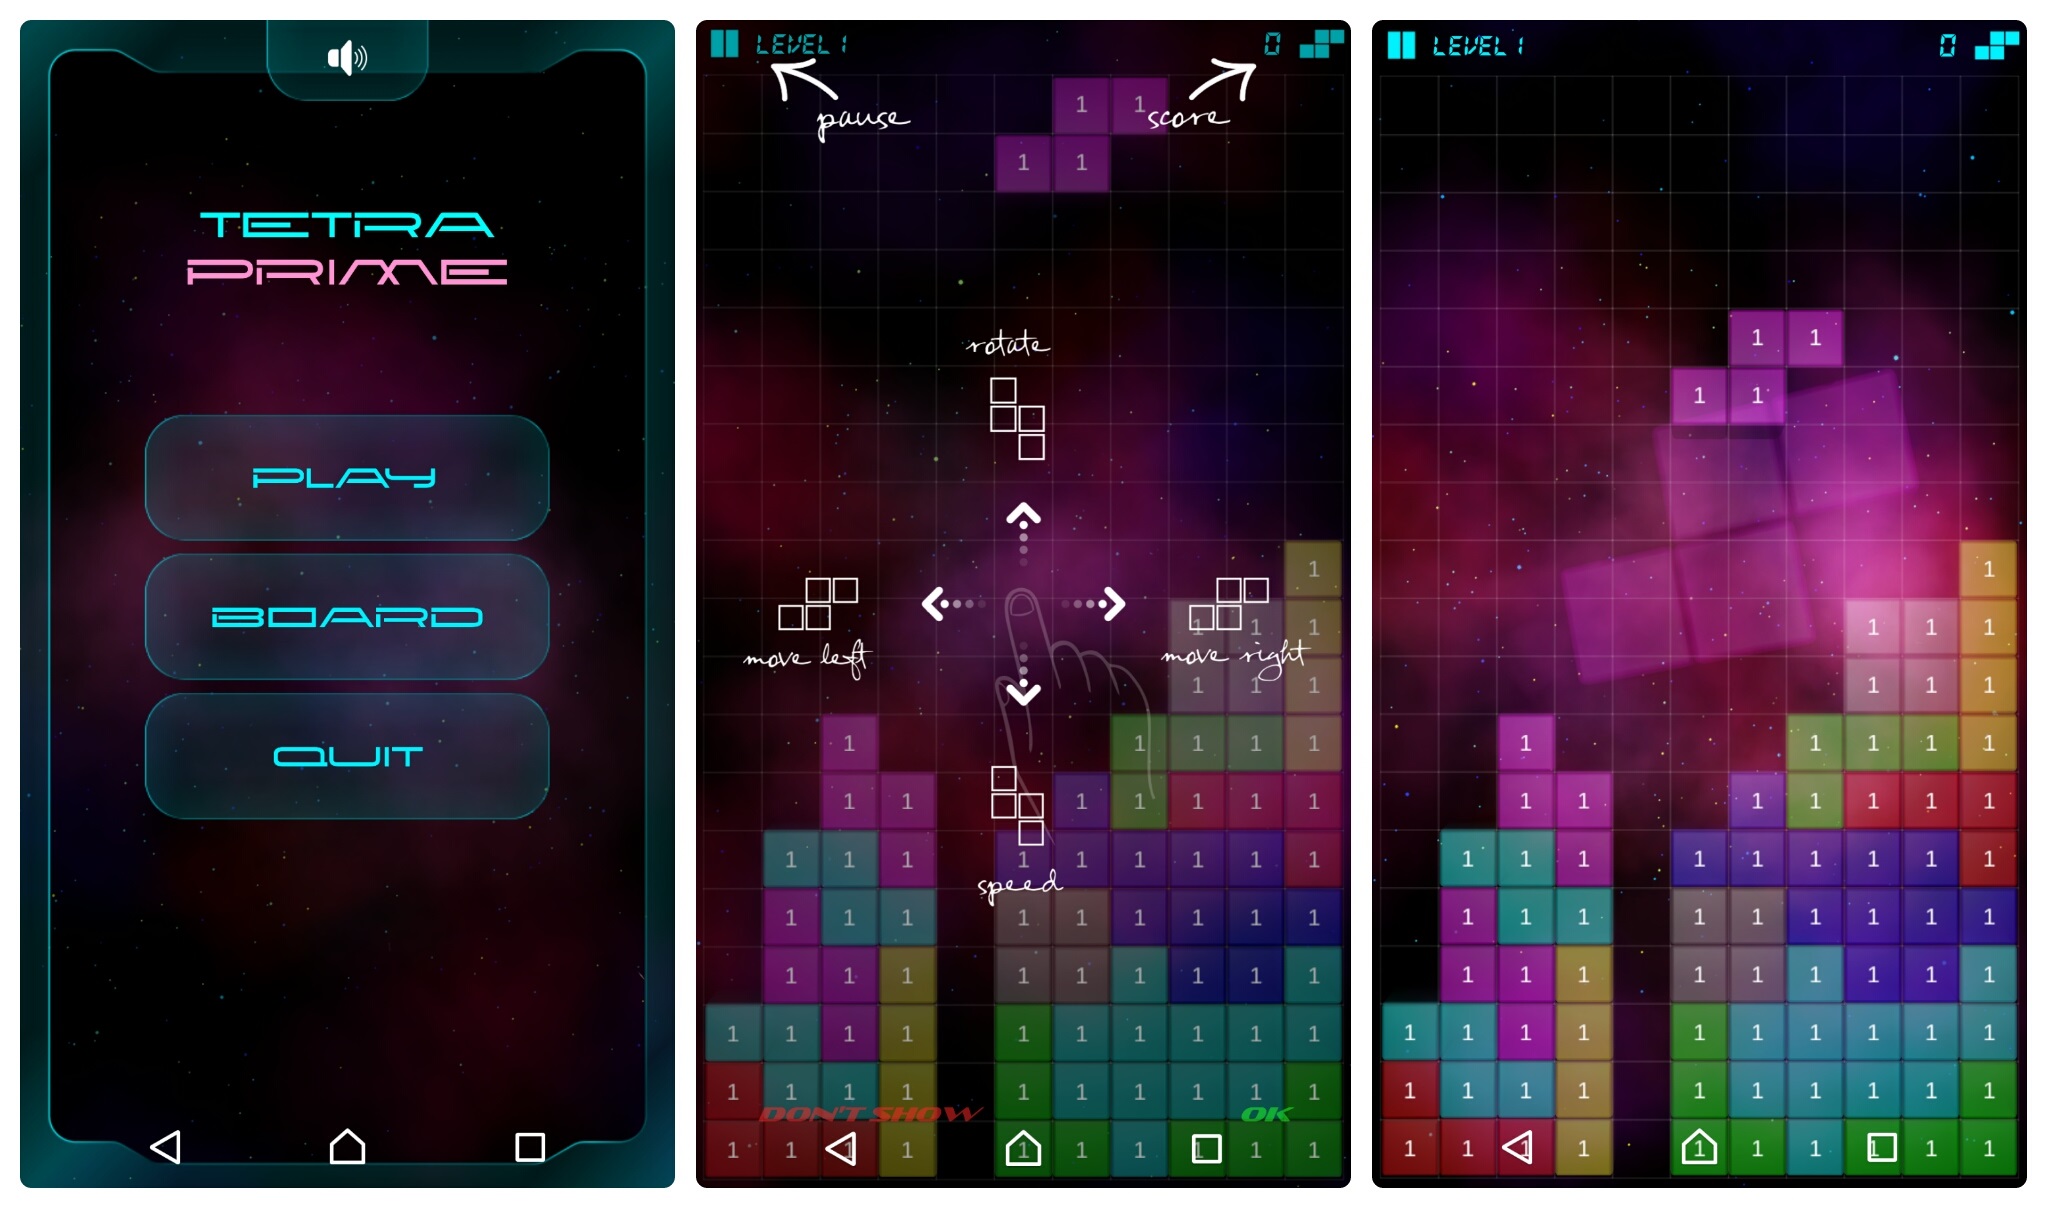 TETRA
PRIME
PLAY
BOARD
QUIT
LEVEL 1 0
1 1
pause score
1 1
rotate
1
1 1 1
move left move right
1 1 1
1 1 1 1 1
1 1 1 1 1 1 1
1 1 1 1 1 1 1 1 1
speed
1 1 1 1 1 1 1 1 1
1 1 1 1 1 1 1 1 1
1 1 1 1 1 1 1 1 1 1
1 1 1 1 1 1 1 1 1 1
DON'T SHOW OK
1 1 1 1 1 1 1 1 1 1
LEVEL 1 0
1 1
1 1
1
1 1 1
1 1 1
1 1 1 1 1
1 1 1 1 1 1 1
1 1 1 1 1 1 1 1 1
1 1 1 1 1 1 1 1 1
1 1 1 1 1 1 1 1 1
1 1 1 1 1 1 1 1 1 1
1 1 1 1 1 1 1 1 1 1
1 1 1 1 1 1 1 1 1 1